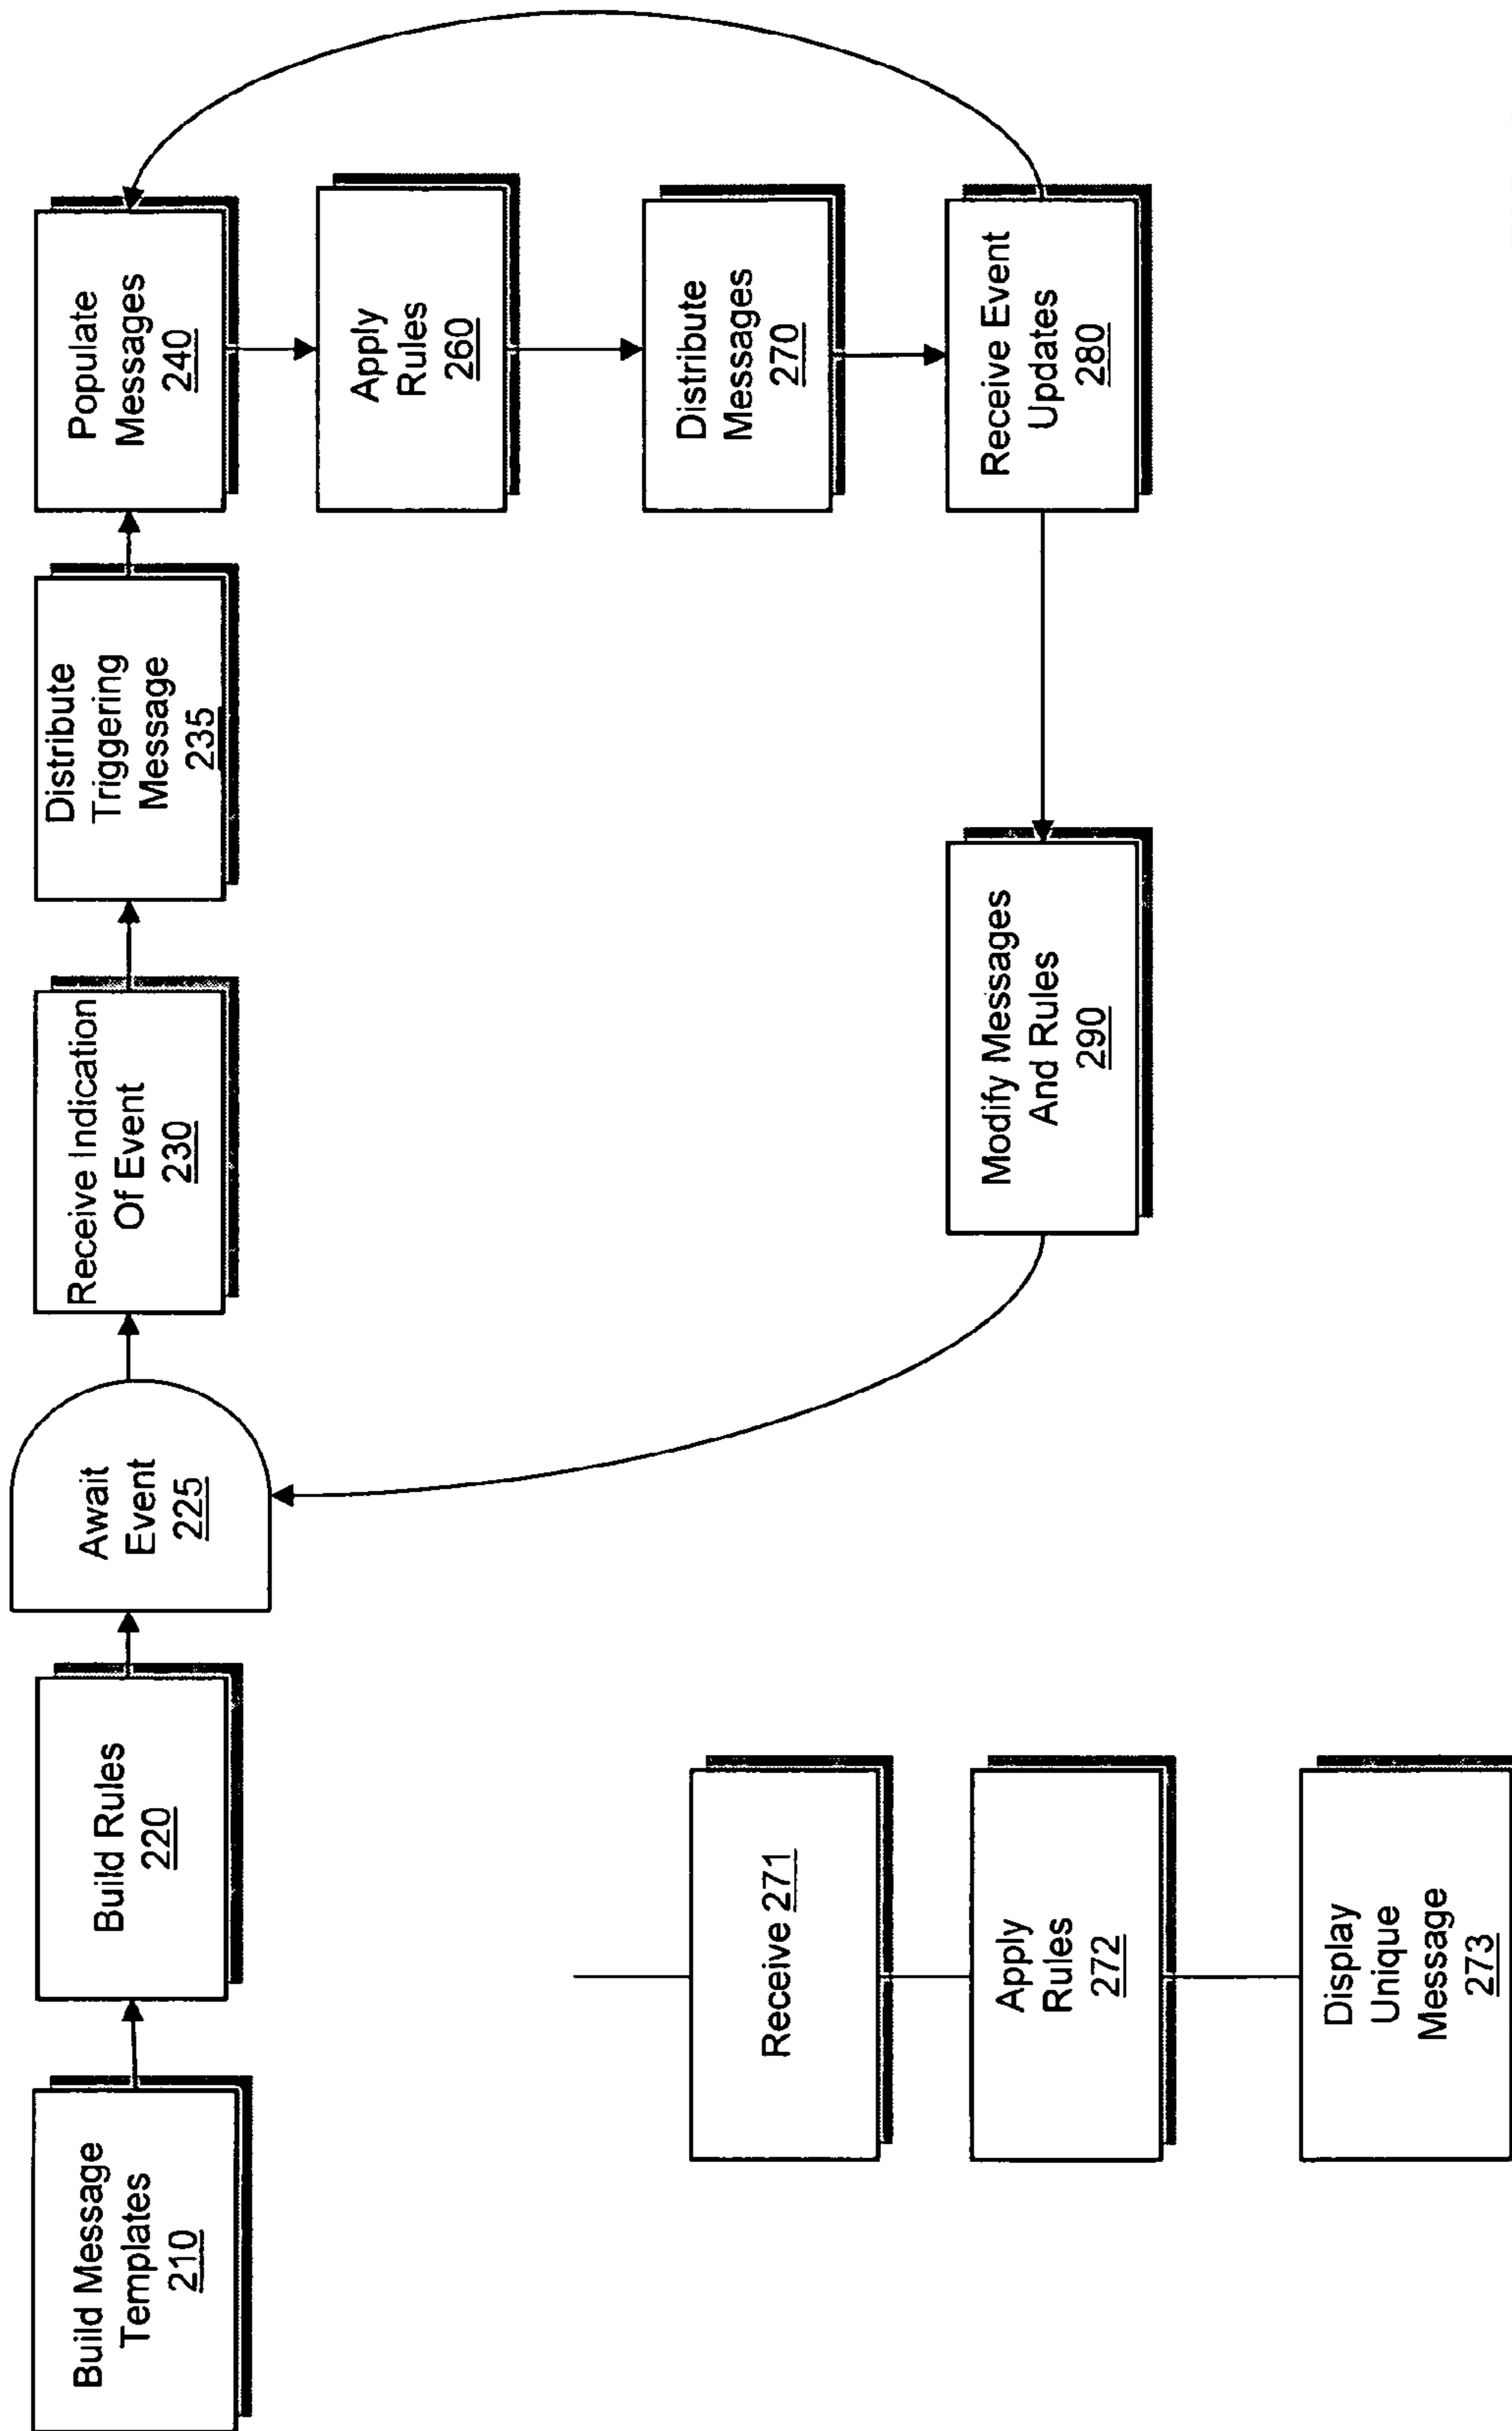 Build Message
Templates
210
Build Rules
220
Await
Event
225
Receive Indication
Of Event
230
Distribute
Triggering
Message
235
Populate
Messages
240
Apply
Rules
260
Distribute
Messages
270
Receive Event
Updates
280
Modify Messages
And Rules
290
Receive 271
Apply
Rules
272
Display
Unique
Message
273